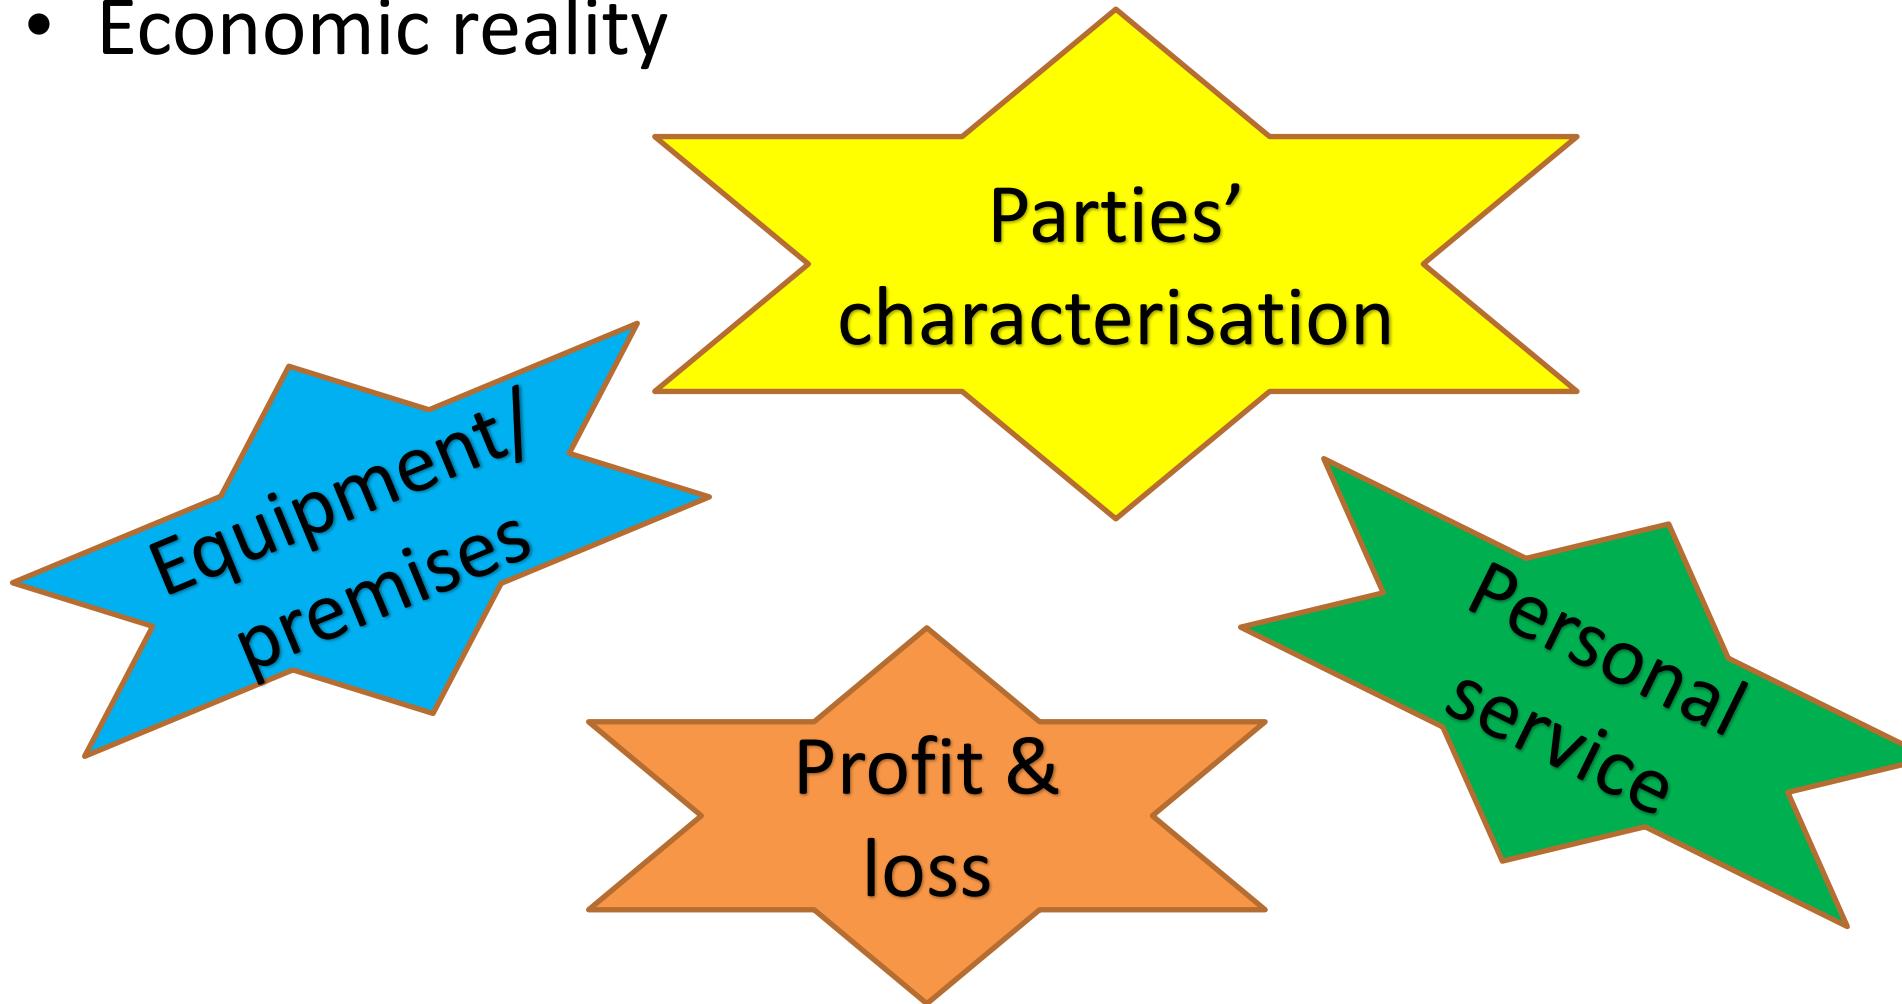 • Economic reality
Parties’
characterisation
Equipment/
premises
Personal
service
Profit &
loss